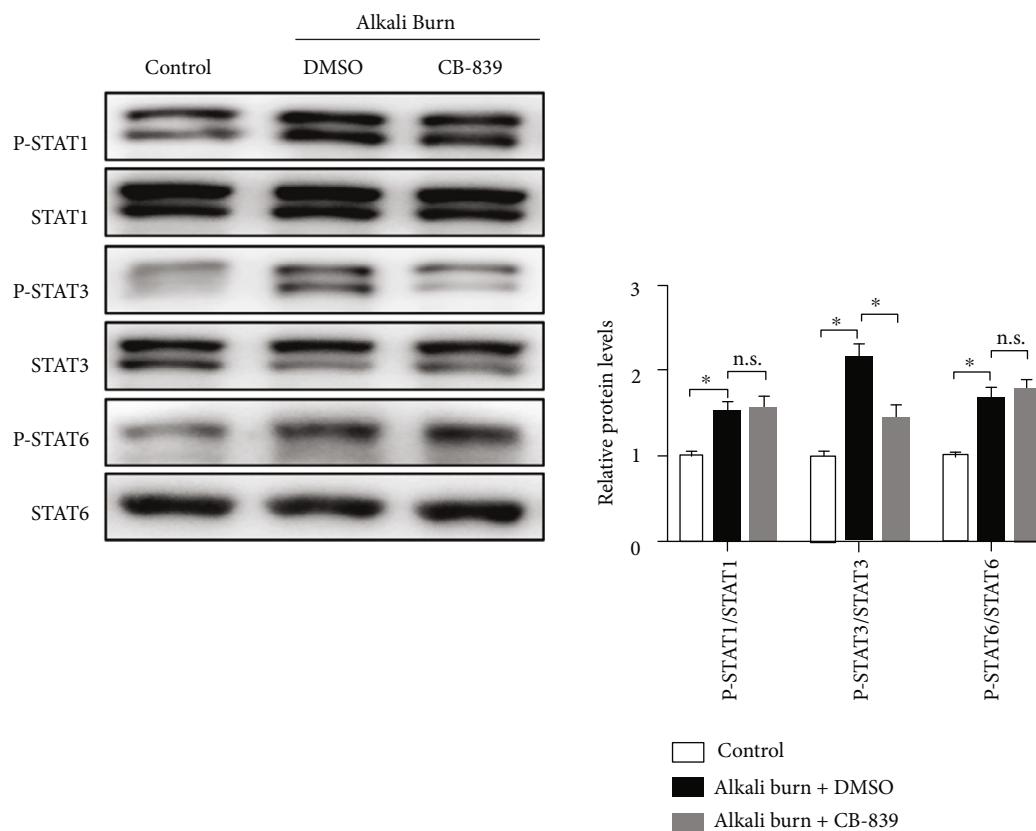 Alkali Burn
Control DMSO CB-839
P-STAT1
STAT1
P-STAT3
STAT3
P-STAT6
STAT6
Relative protein levels
3
2
1
0
* * n.s.
* *
* n.s.
P-STAT1/STAT1
P-STAT3/STAT3
P-STAT6/STAT6
Control
Alkali burn + DMSO
Alkali burn + CB-839